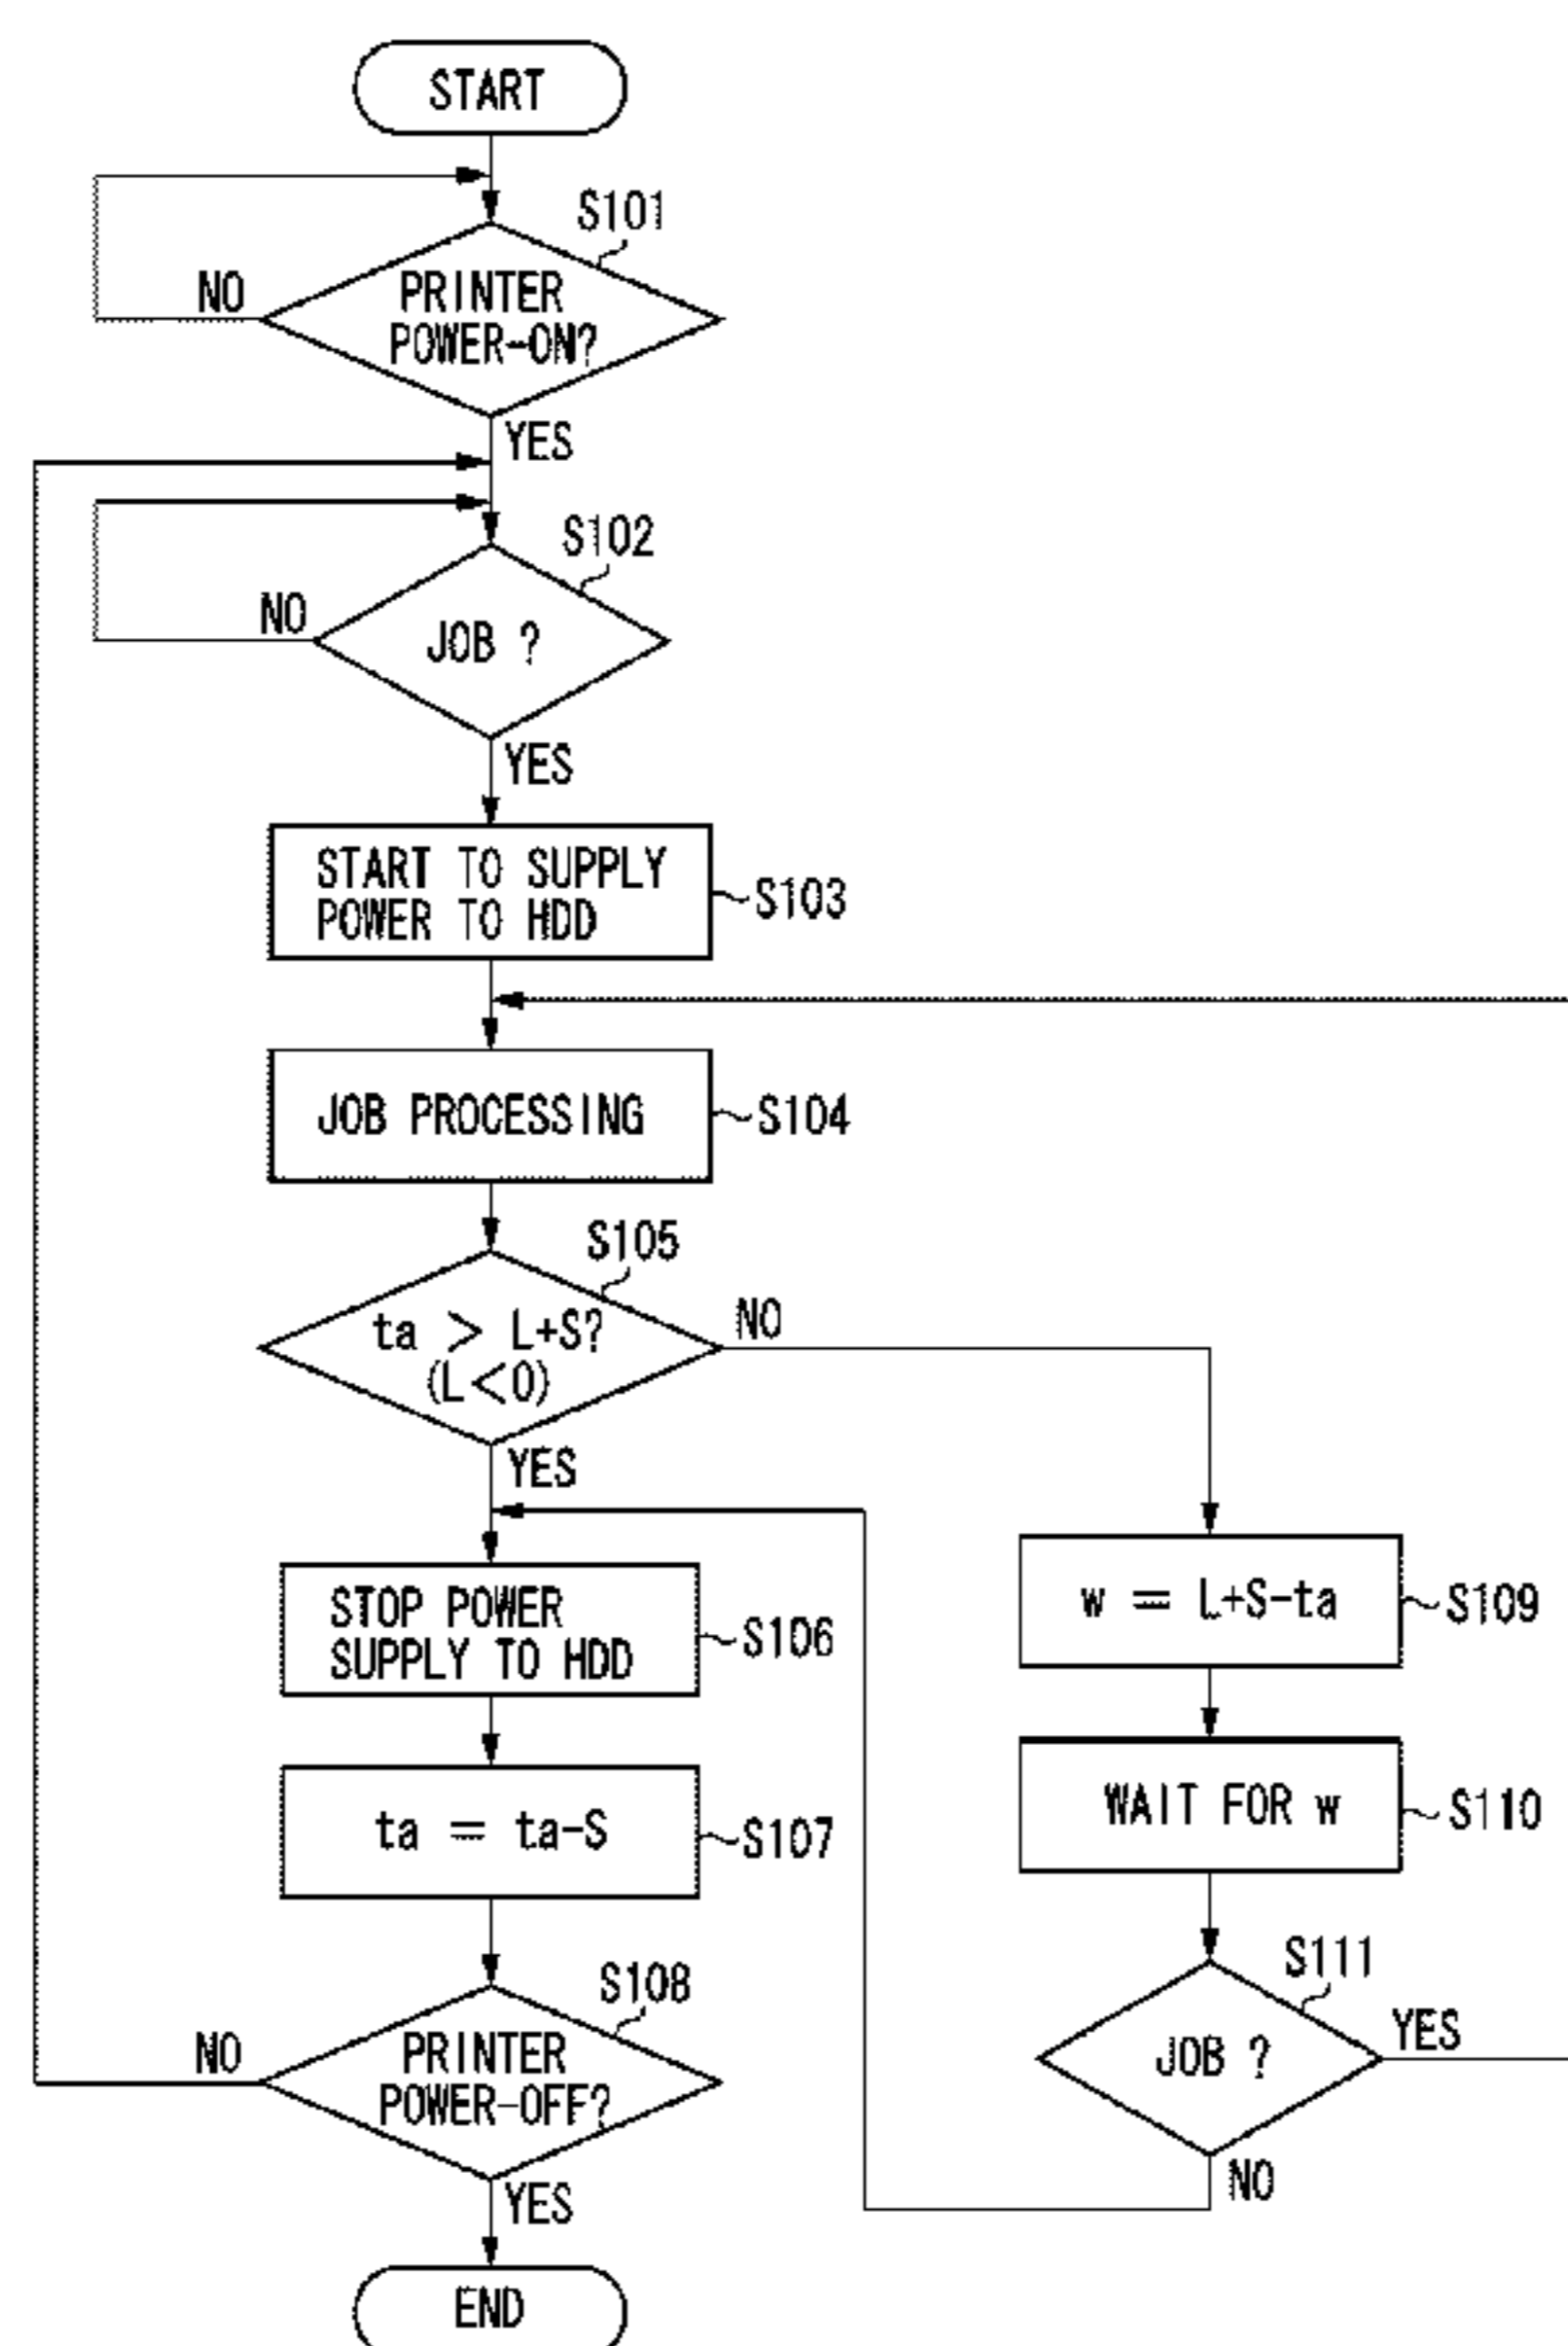 START
S101
NO
PRINTER
POWER-ON?
YES
S102
NO
JOB ?
YES
START TO SUPPLY
POWER TO HDD
S103
JOB PROCESSING
S104
S105
ta > L+S?
(L<0)
NO
YES
STOP POWER
SUPPLY TO HDD
S106
w = L+S-ta
S109
ta = ta-S
S107
WAIT FOR w
S110
S108
NO
PRINTER
POWER-OFF?
YES
S111
JOB ?
YES
NO
END